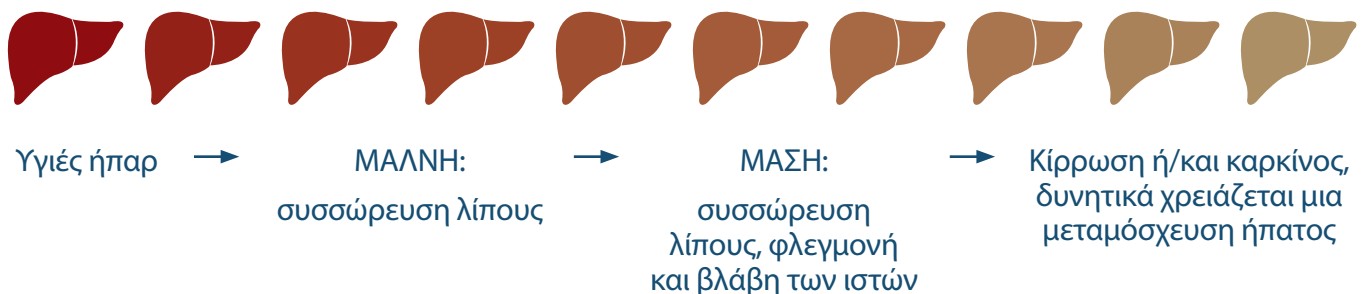 Υγιές ήπαρ → ΜΑΛΝΗ: → ΜΑΣΗ: → Κίρρωση ή/και καρκίνος,
συσσώρευση λίπους
συσσώρευση
λίπους, φλεγμονή
και βλάβη των ιστών
δυνητικά χρειάζεται μια
μεταμόσχευση ήπατος